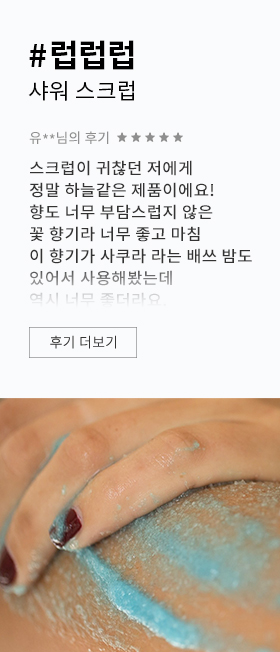 #럽럽럽
샤워 스크럽
유**님의 후기 ★★★★★
스크럽이 귀찮던 저에게
정말 하늘같은 제품이에요!
향도 너무 부담스럽지 않은
꽃 향기라 너무 좋고 마침
이 향기가 사쿠라 라는 배쓰 밤도
있어서 사용해봤는데
역시 너무 좋더라요.
후기 더보기